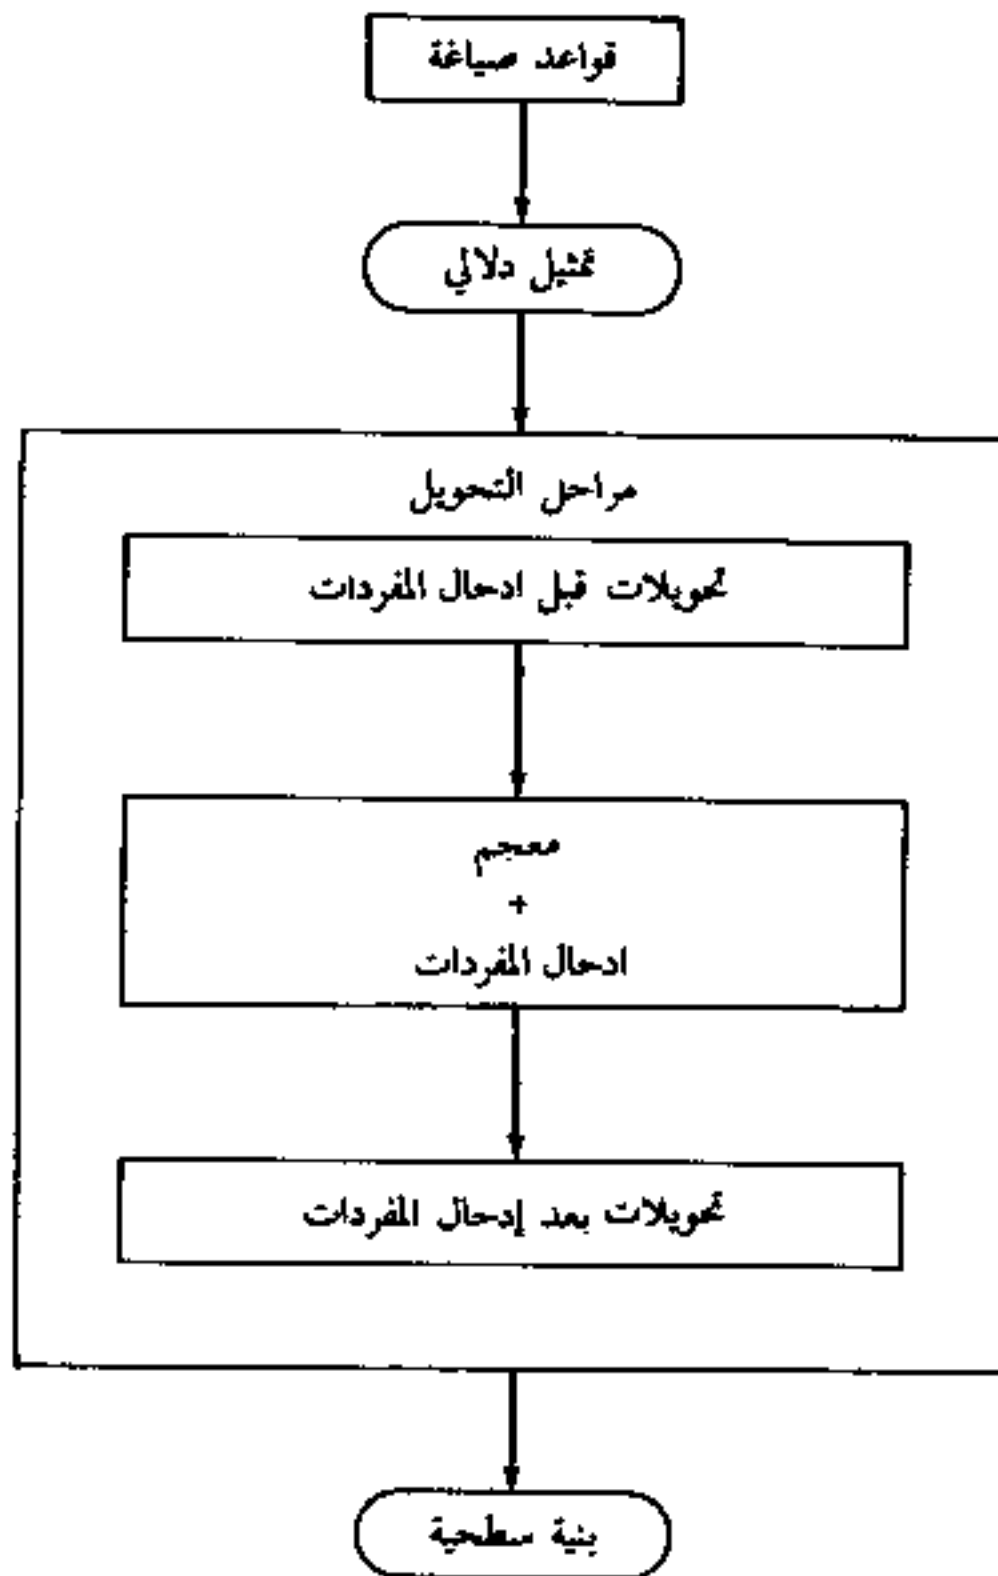 قواعد صياغة
تمثيل دلالي
مراحل التحويل
تحويلات قبل ادخال المفردات
معجم
+
ادخال المفردات
تحويلات بعد إدخال المفردات
بنية سطحية